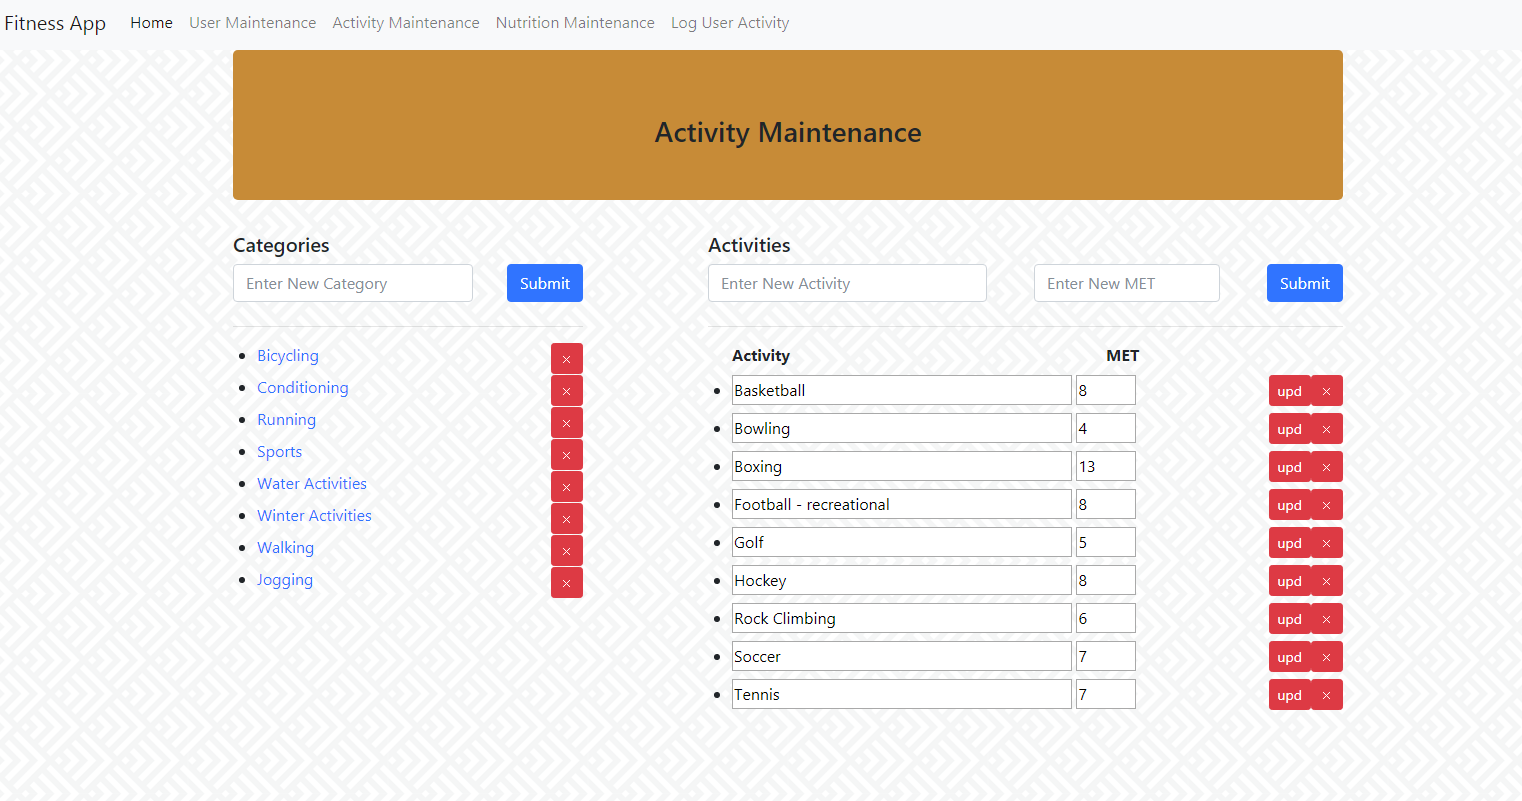 Fitness App Home User Maintenance Activity Maintenance Nutrition Maintenance Log User Activity
Activity Maintenance
Categories
Enter New Category Submit
Bicycling ×
Conditioning ×
Running ×
Sports ×
Water Activities ×
Winter Activities ×
Walking ×
Jogging ×
Activities
Enter New Activity Enter New MET Submit
Activity MET
Basketball 8 upd ×
Bowling 4 upd ×
Boxing 13 upd ×
Football - recreational 8 upd ×
Golf 5 upd ×
Hockey 8 upd ×
Rock Climbing 6 upd ×
Soccer 7 upd ×
Tennis 7 upd ×